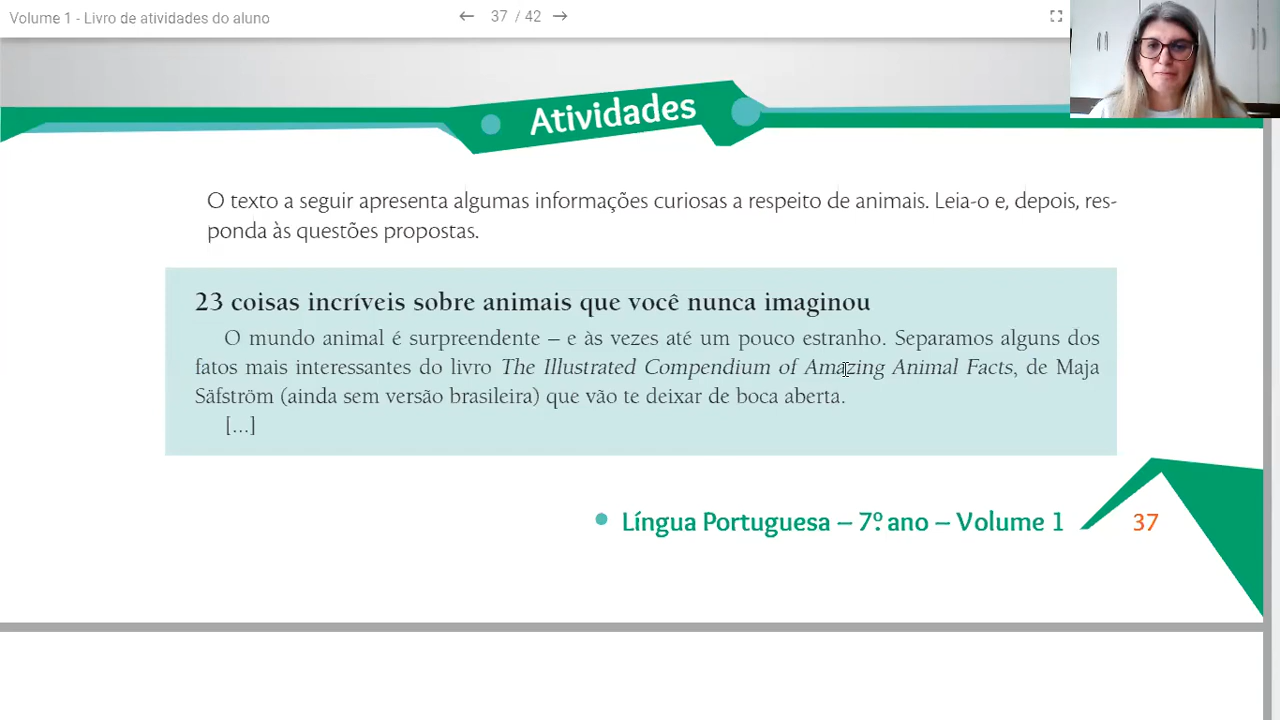 Volume 1 - Livro de atividades do aluno
37 / 42
Atividades
O texto a seguir apresenta algumas informações curiosas a respeito de animais. Leia-o e, depois, res-
ponda às questões propostas.
23 coisas incríveis sobre animais que você nunca imaginou
O mundo animal é surpreendente – e às vezes até um pouco estranho. Separamos alguns dos
fatos mais interessantes do livro The Illustrated Compendium of Amazing Animal Facts, de Maja
Säfström (ainda sem versão brasileira) que vão te deixar de boca aberta.
[...]
Língua Portuguesa – 7º. ano – Volume 1 37